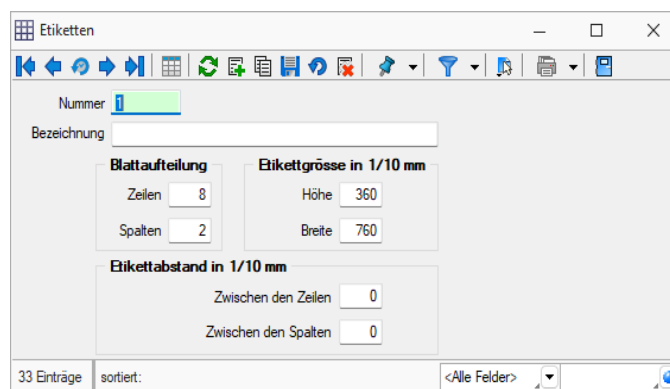 Etiketten
Nummer 1
Bezeichnung
Blattaufteilung Etikettgrösse in 1/10 mm
Zeilen 8 Höhe 360
Spalten 2 Breite 760
Etikettabstand in 1/10 mm
Zwischen den Zeilen 0
Zwischen den Spalten 0
33 Einträge sortiert: <Alle Felder>